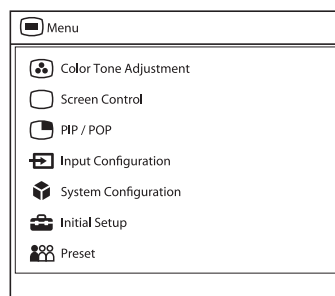 Menu
Color Tone Adjustment
Screen Control
PIP / POP
Input Configuration
System Configuration
Initial Setup
Preset